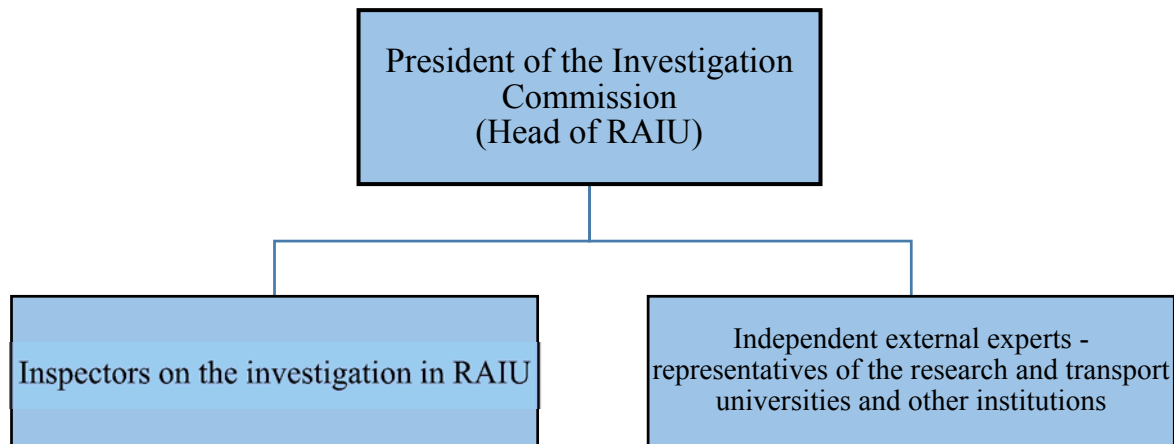 President of the Investigation
Commission
(Head of RAIU)
Inspectors on the investigation in RAIU
Independent external experts -
representatives of the research and transport
universities and other institutions